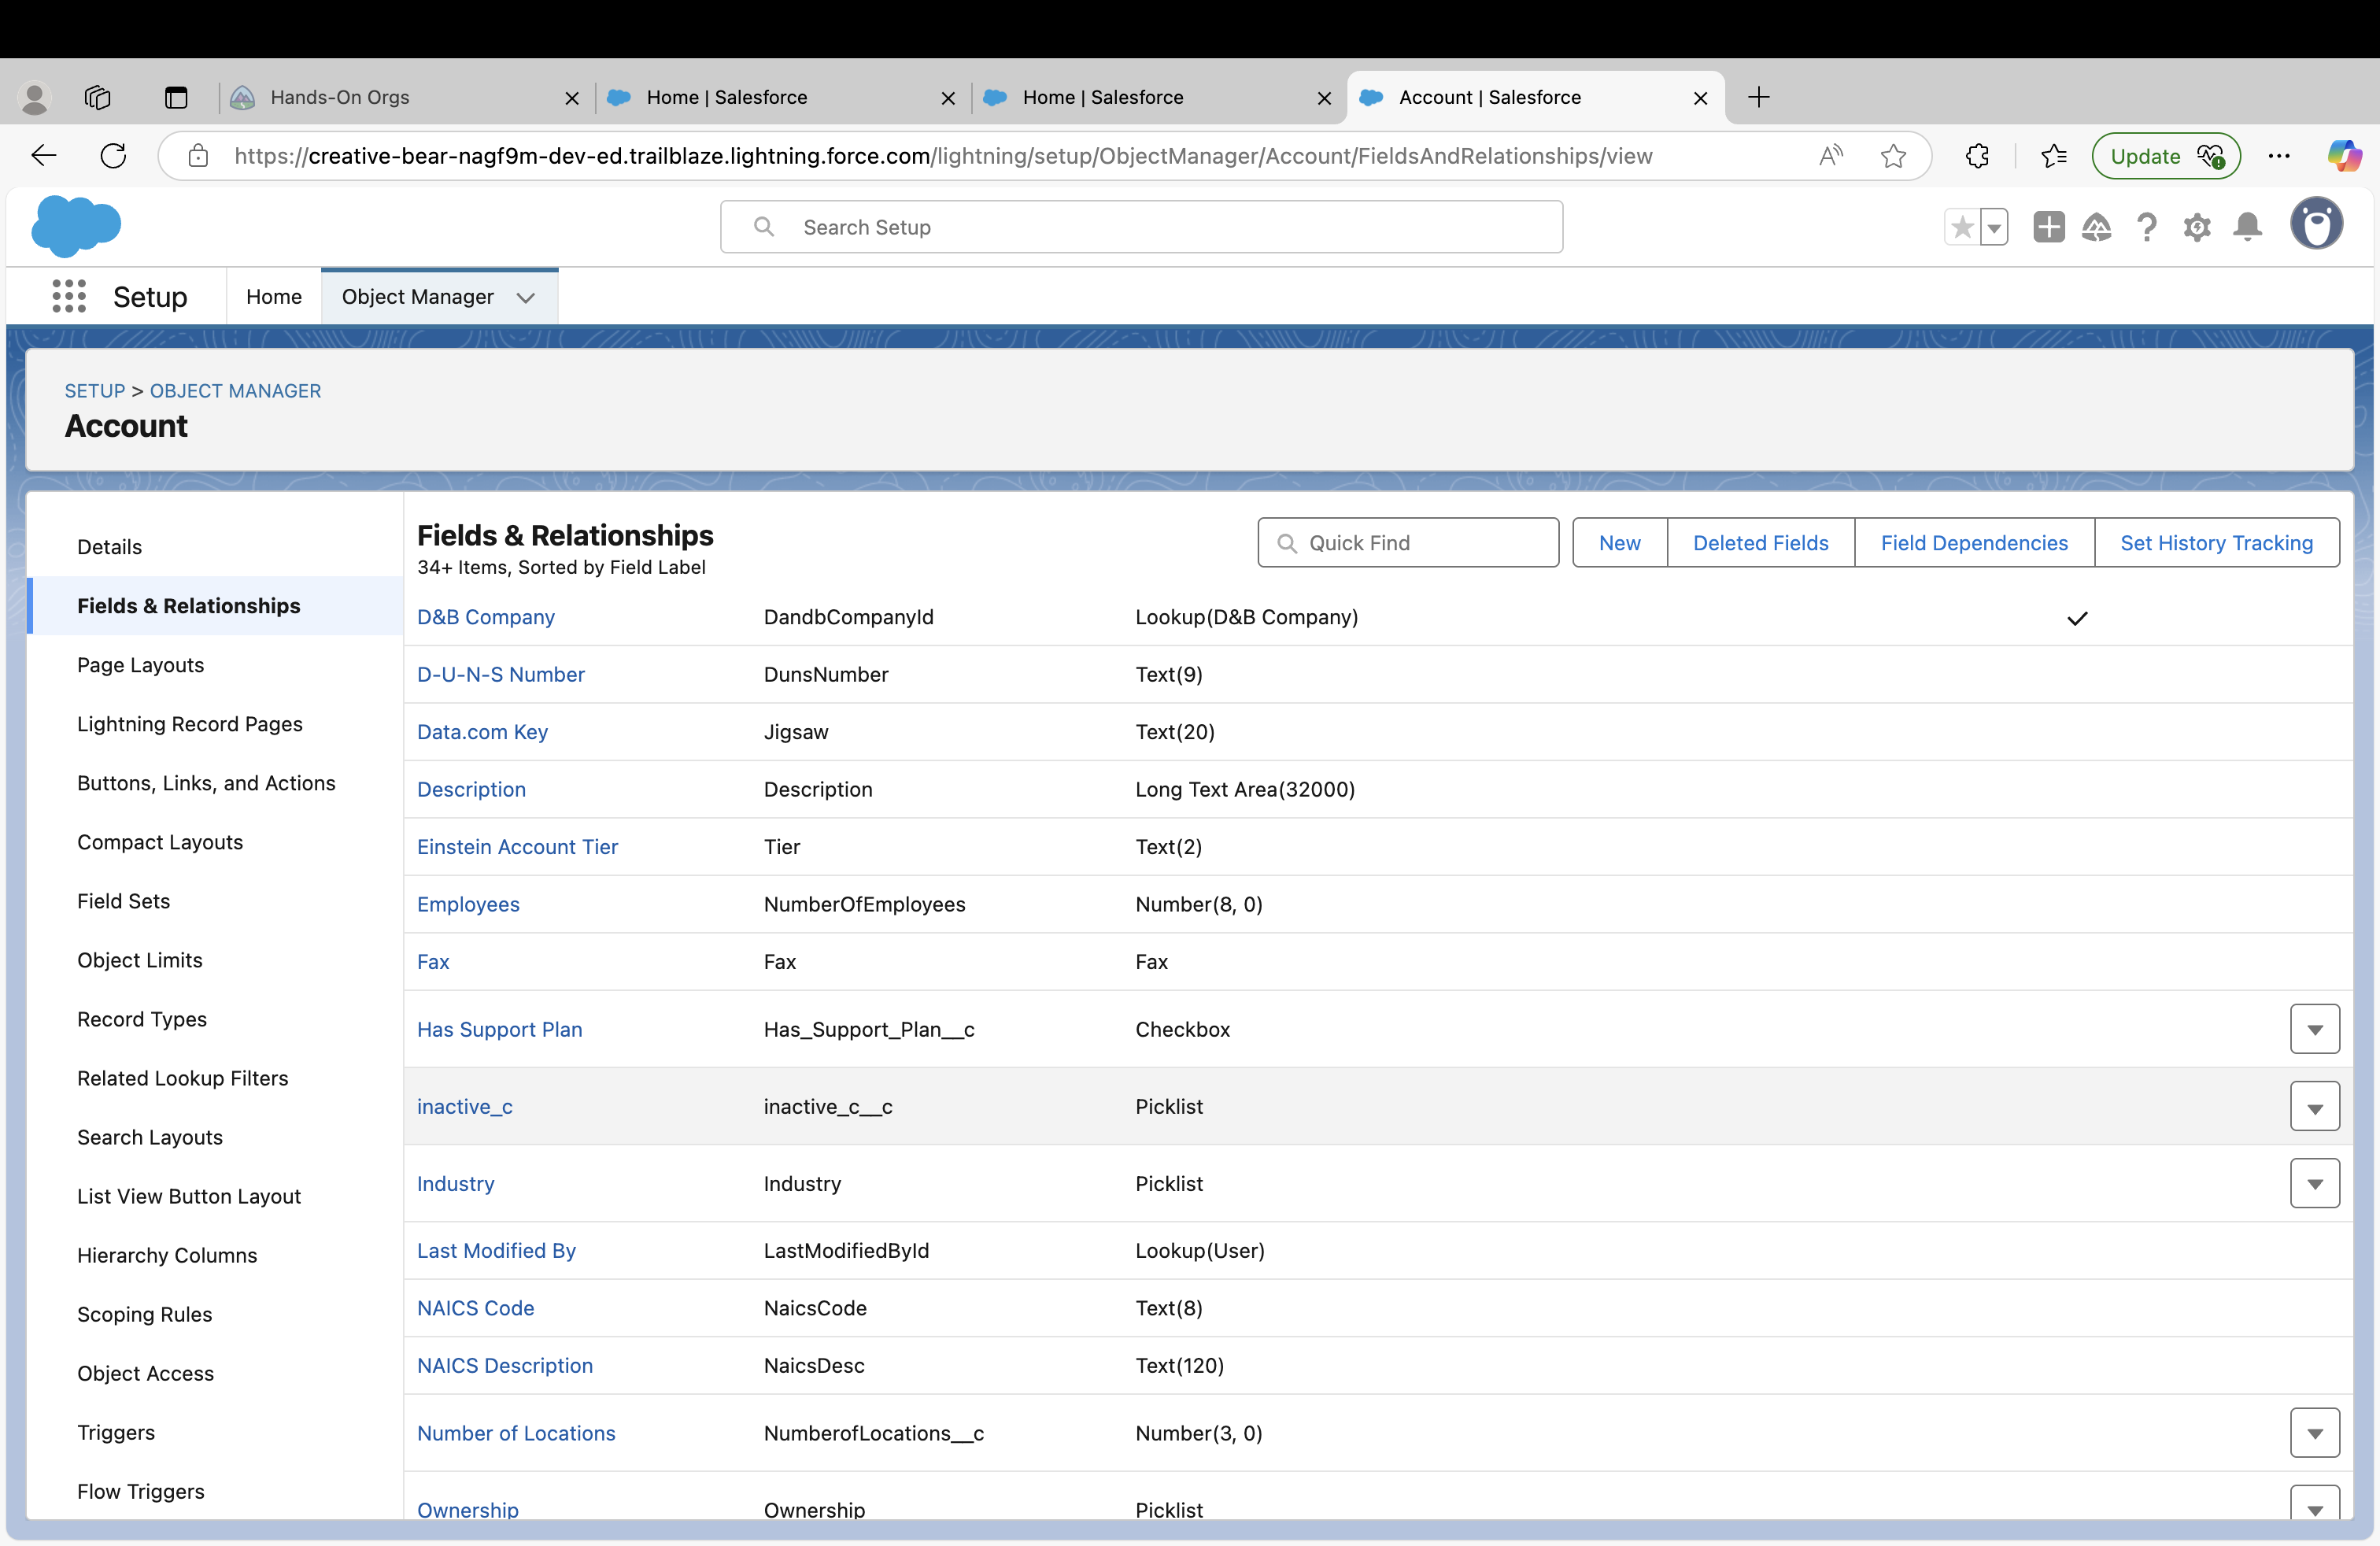 Hands-On Orgs
Home | Salesforce
Home | Salesforce
Account | Salesforce
https://creative-bear-nagf9m-dev-ed.trailblaze.lightning.force.com/lightning/setup/ObjectManager/Account/FieldsAndRelationships/view
Update
Search Setup
Setup
Home
Object Manager
SETUP > OBJECT MANAGER
Account
Details
Fields & Relationships
Page Layouts
Lightning Record Pages
Buttons, Links, and Actions
Compact Layouts
Field Sets
Object Limits
Record Types
Related Lookup Filters
Search Layouts
List View Button Layout
Hierarchy Columns
Scoping Rules
Object Access
Triggers
Flow Triggers
Fields & Relationships
34+ Items, Sorted by Field Label
Quick Find
New
Deleted Fields
Field Dependencies
Set History Tracking
D&B Company DandbCompanyId Lookup(D&B Company)
D-U-N-S Number DunsNumber Text(9)
Data.com Key Jigsaw Text(20)
Description Description Long Text Area(32000)
Einstein Account Tier Tier Text(2)
Employees NumberOfEmployees Number(8, 0)
Fax Fax Fax
Has Support Plan Has_Support_Plan__c Checkbox
inactive_c inactive_c__c Picklist
Industry Industry Picklist
Last Modified By LastModifiedById Lookup(User)
NAICS Code NaicsCode Text(8)
NAICS Description NaicsDesc Text(120)
Number of Locations NumberofLocations__c Number(3, 0)
Ownership Ownership Picklist